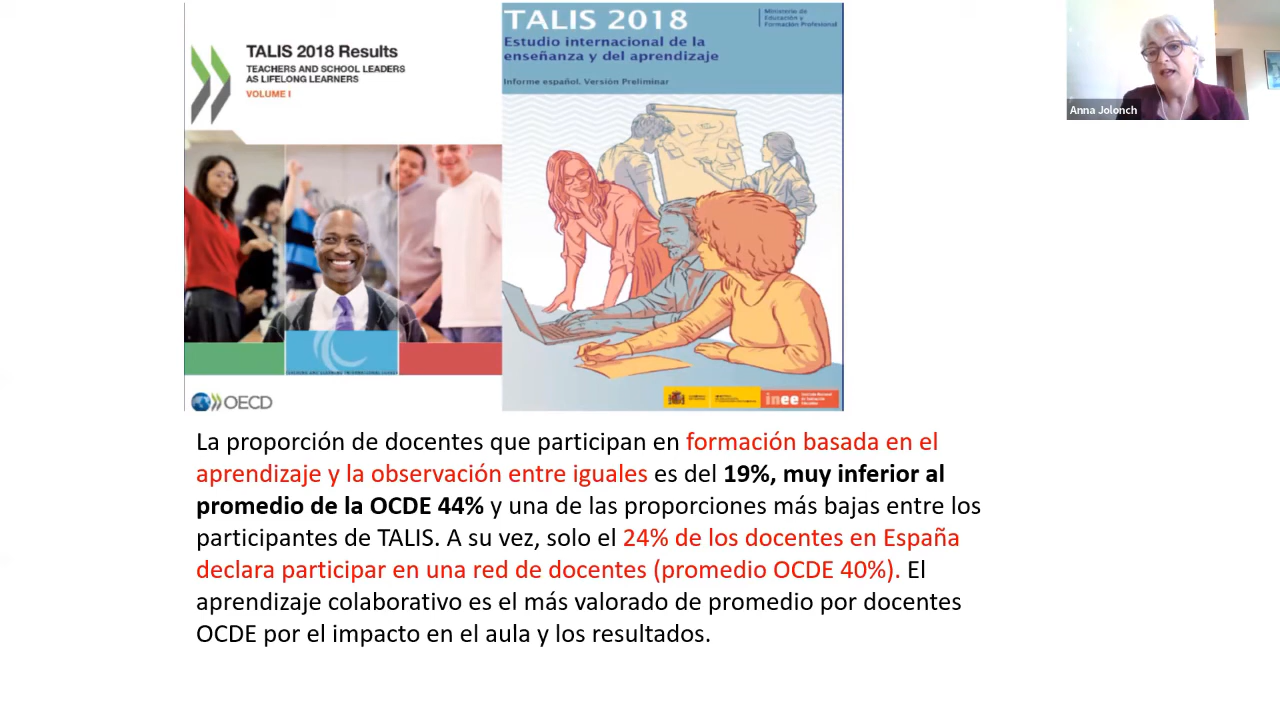 TALIS 2018 Results
TEACHERS AND SCHOOL LEADERS
AS LIFELONG LEARNERS
VOLUME I
OECD
TALIS 2018
Estudio internacional de la
enseñanza y del aprendizaje
Informe español. Versión Preliminar
Ministerio de
Educación y
Formación Profesional
inee
Anna Jolonch
La proporción de docentes que participan en formación basada en el
aprendizaje y la observación entre iguales es del 19%, muy inferior al
promedio de la OCDE 44% y una de las proporciones más bajas entre los
participantes de TALIS. A su vez, solo el 24% de los docentes en España
declara participar en una red de docentes (promedio OCDE 40%). El
aprendizaje colaborativo es el más valorado de promedio por docentes
OCDE por el impacto en el aula y los resultados.